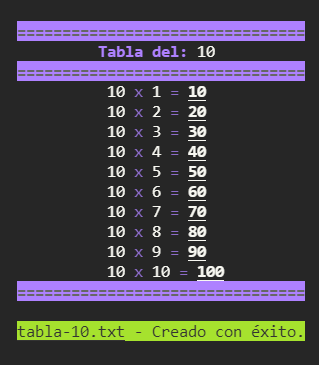 ================================
Tabla del: 10
================================
10 x 1 = 10
10 x 2 = 20
10 x 3 = 30
10 x 4 = 40
10 x 5 = 50
10 x 6 = 60
10 x 7 = 70
10 x 8 = 80
10 x 9 = 90
10 x 10 = 100
================================
tabla-10.txt - Creado con éxito.